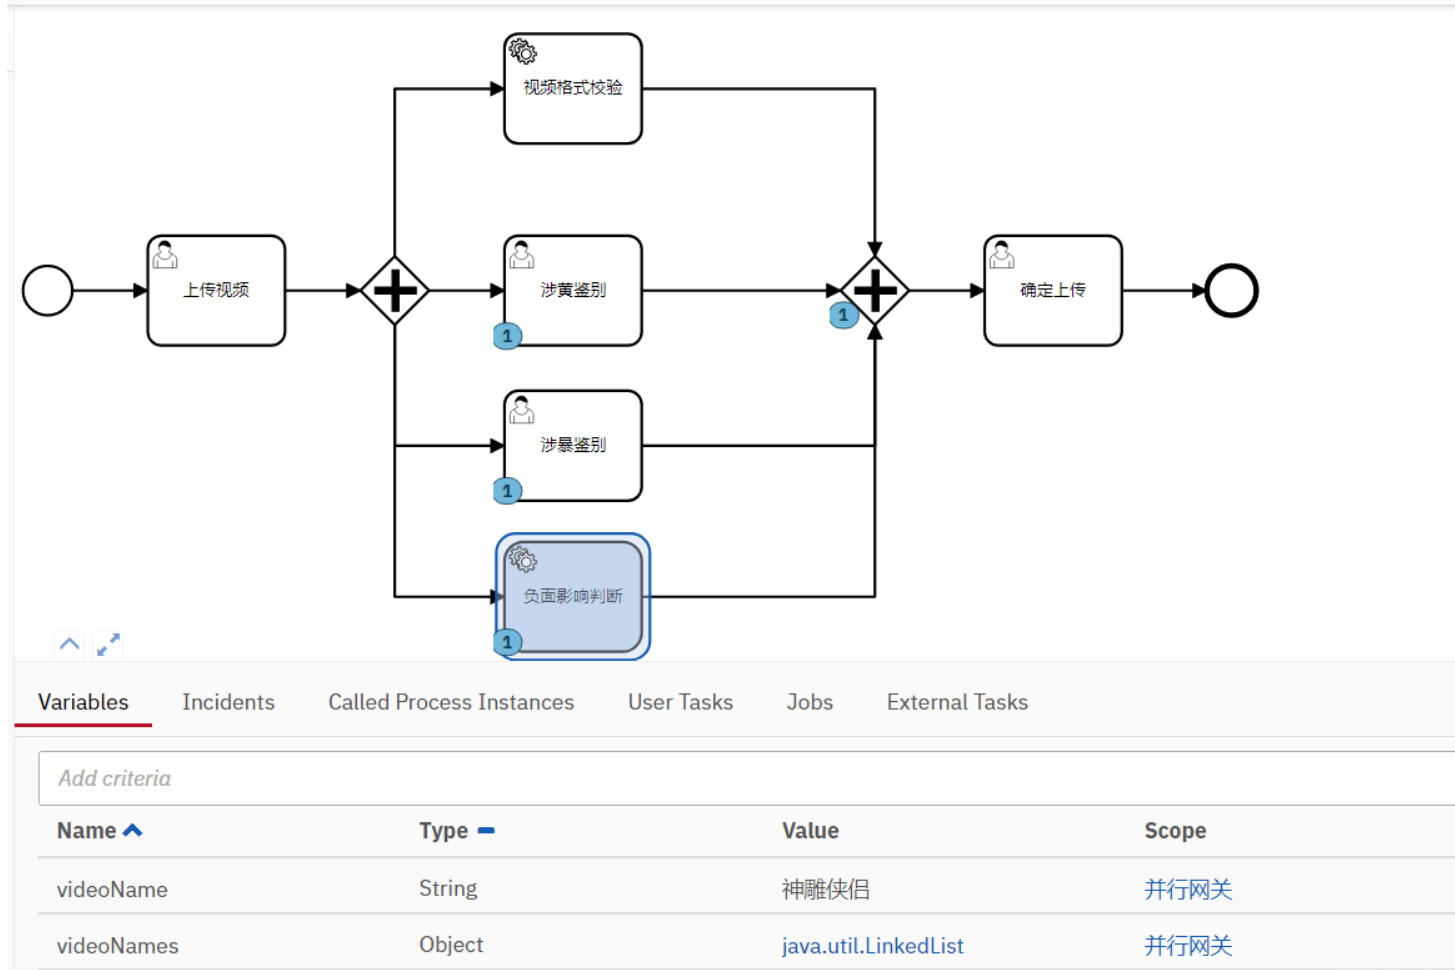 视频格式校验
上传视频
涉黄鉴别
1
1
确定上传
涉暴鉴别
1
负面影响判断
1
Variables Incidents Called Process Instances User Tasks Jobs External Tasks
Add criteria
Name Type Value Scope
videoName String 神雕侠侣 并行网关
videoNames Object java.util.LinkedList 并行网关